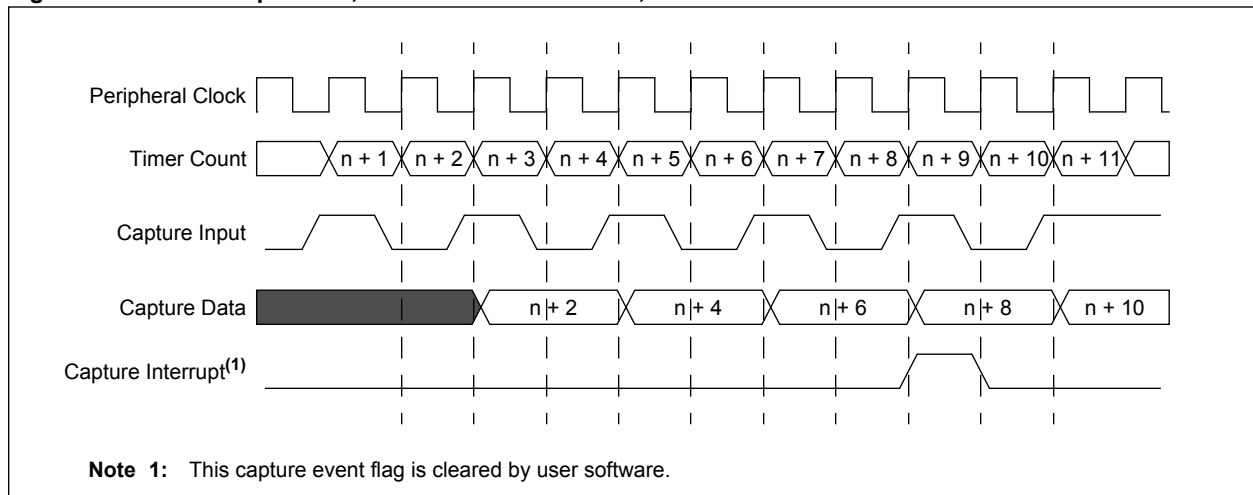 Peripheral Clock
Timer Count
n + 1 n + 2 n + 3 n + 4 n + 5 n + 6 n + 7 n + 8 n + 9 n + 10 n + 11
Capture Input
Capture Data
n + 2 n + 4 n + 6 n + 8 n + 10
Capture Interrupt(1)
Note 1: This capture event flag is cleared by user software.